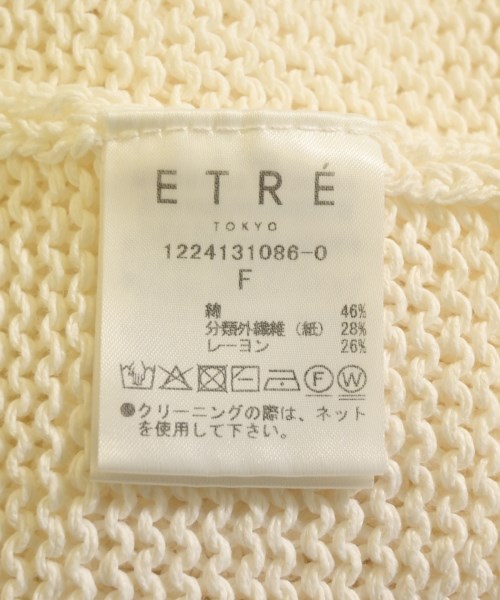 ETRÉ
TOKYO
1224131086-0
F
綿 46%
分類外繊維（紙） 28%
レーヨン 26%
F W
●クリーニングの際は、ネット
を使用して下さい。